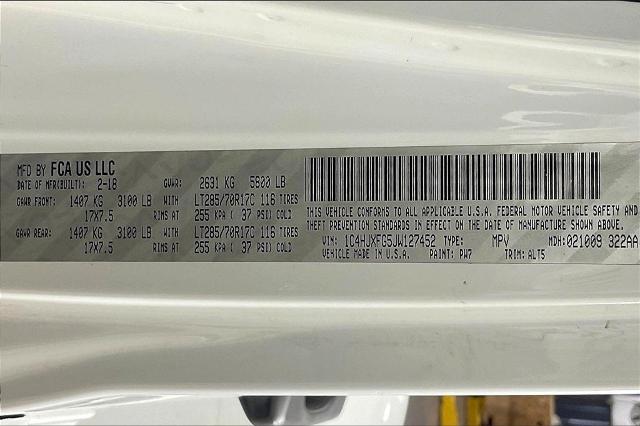 MFD BY FCA US LLC
DATE OF MFR(BUILT): 2-18 GVWR: 2631 KG 5800 LB
GAWR FRONT: 1407 KG 3100 LB WITH LT285/70R17C 116 TIRES
17X7.5 RIMS AT 255 KPA ( 37 PSI) COLD
GAWR REAR: 1407 KG 3100 LB WITH LT285/70R17C 116 TIRES
17X7.5 RIMS AT 255 KPA ( 37 PSI) COLD
THIS VEHICLE CONFORMS TO ALL APPLICABLE U.S.A. FEDERAL MOTOR VEHICLE SAFETY AND
THEFT PREVENTION STANDARDS IN EFFECT ON THE DATE OF MANUFACTURE SHOWN ABOVE.
VIN: 1C4HJXFG5JW127452 TYPE: MPV MDH: 021009 322AA
VEHICLE MADE IN U.S.A. PAINT: PW7 TRIM: ALT5